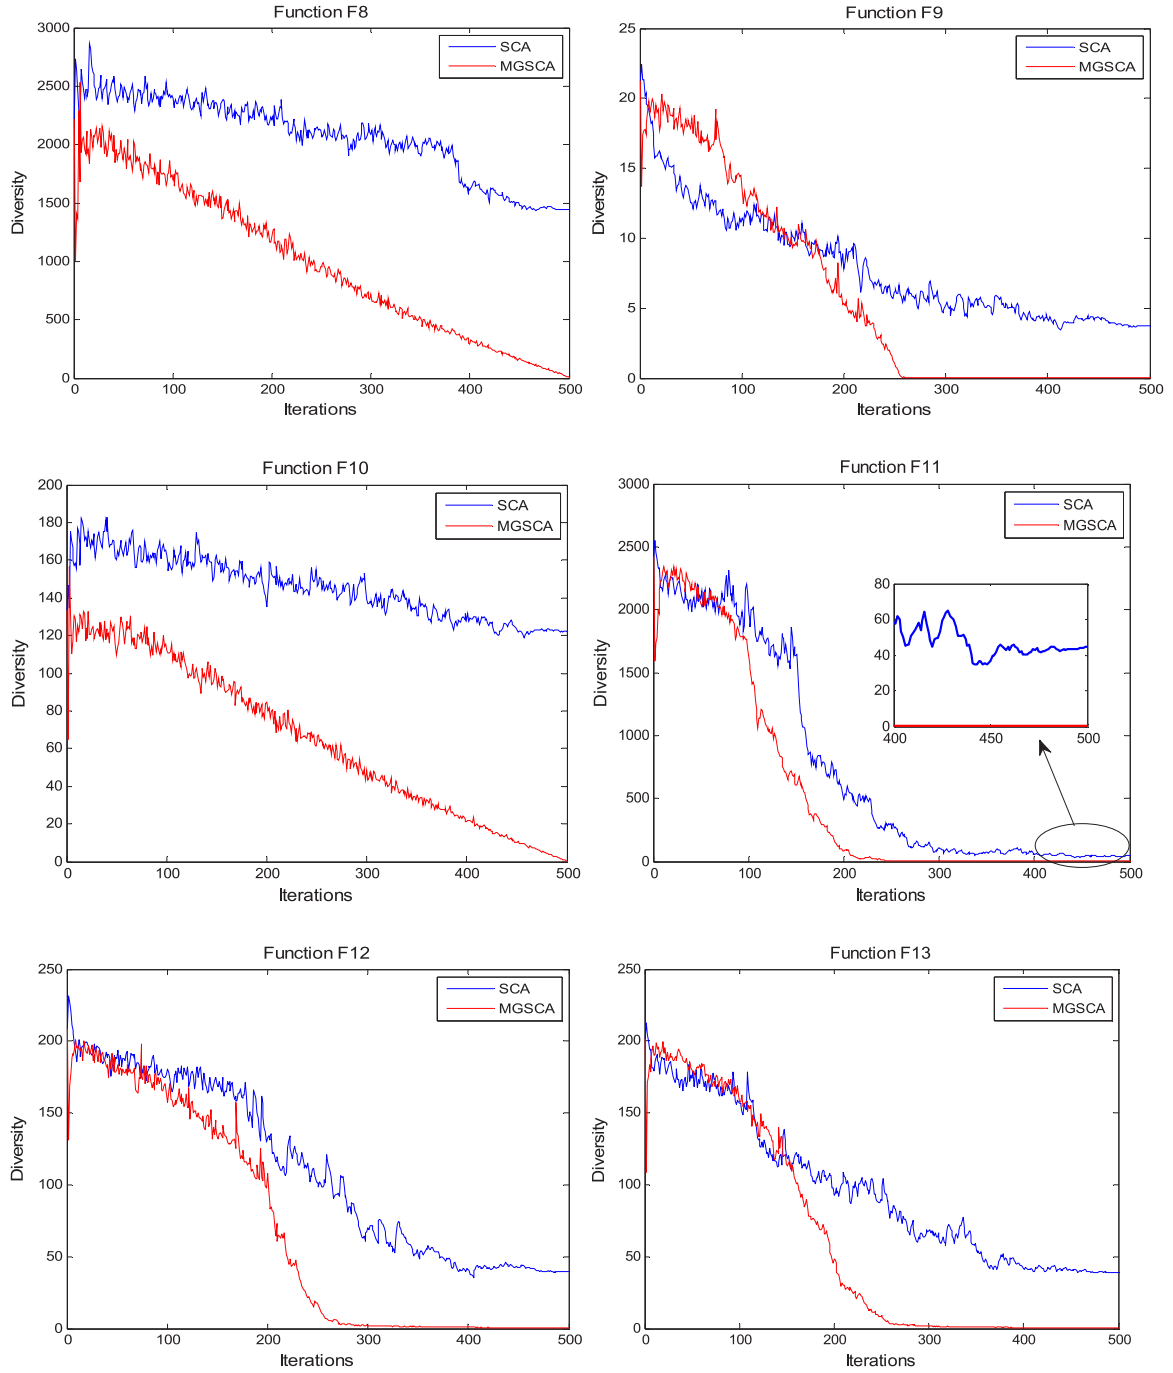 Function F8
3000
2500
2000
1500
1000
500
0
Diversity
SCA
MGSCA
0 100 200 300 400 500
Iterations
Function F9
25
20
15
10
5
0
Diversity
SCA
MGSCA
0 100 200 300 400 500
Iterations
Function F10
200
180
160
140
120
100
80
60
40
20
0
Diversity
SCA
MGSCA
0 100 200 300 400 500
Iterations
Function F11
3000
2500
2000
1500
1000
500
0
Diversity
SCA
MGSCA
80
60
40
20
0
400 450 500
0 100 200 300 400 500
Iterations
Function F12
250
200
150
100
50
0
Diversity
SCA
MGSCA
0 100 200 300 400 500
Iterations
Function F13
250
200
150
100
50
0
Diversity
SCA
MGSCA
0 100 200 300 400 500
Iterations